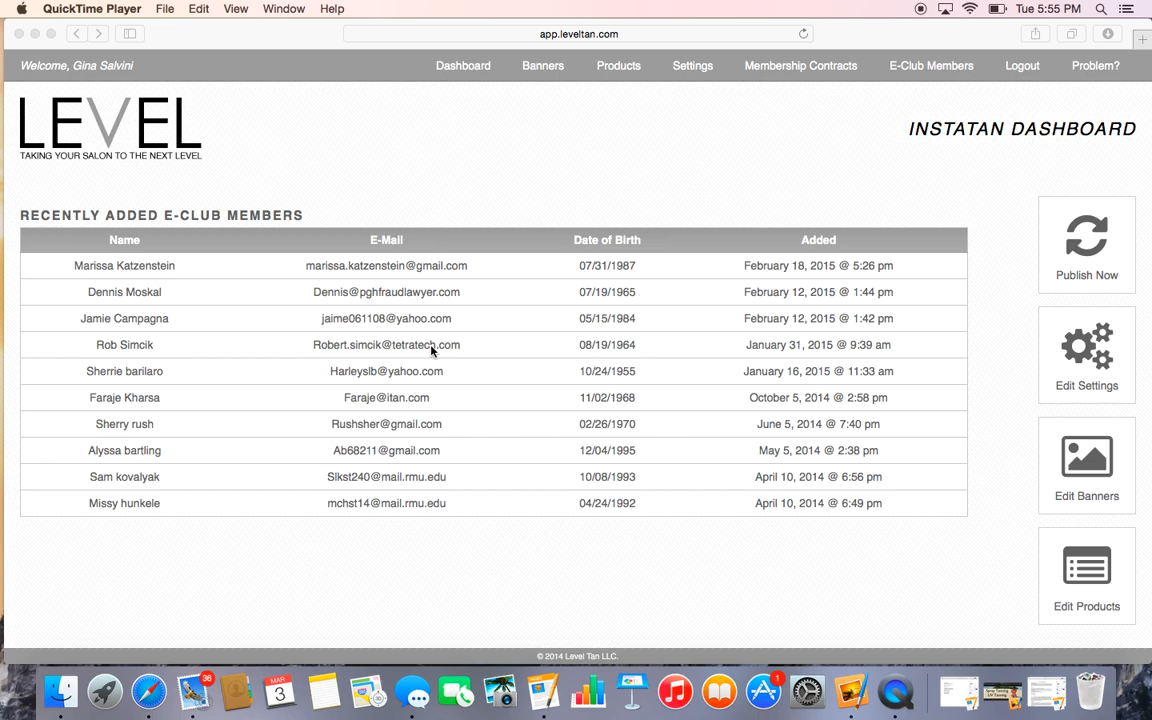 QuickTime Player File Edit View Window Help Tue 5:55 PM
app.leveltan.com
Welcome, Gina Salvini Dashboard Banners Products Settings Membership Contracts E-Club Members Logout Problem?
LEVEL
TAKING YOUR SALON TO THE NEXT LEVEL
INSTATAN DASHBOARD
RECENTLY ADDED E-CLUB MEMBERS
Name E-Mail Date of Birth Added
Marissa Katzenstein marissa.katzenstein@gmail.com 07/31/1987 February 18, 2015 @ 5:26 pm
Dennis Moskal Dennis@pghfraudlawyer.com 07/19/1965 February 12, 2015 @ 1:44 pm
Jamie Campagna jaime061108@yahoo.com 05/15/1984 February 12, 2015 @ 1:42 pm
Rob Simcik Robert.simcik@tetratech.com 08/19/1964 January 31, 2015 @ 9:39 am
Sherrie barilaro Harleyslb@yahoo.com 10/24/1955 January 16, 2015 @ 11:33 am
Faraje Kharsa Faraje@itan.com 11/02/1968 October 5, 2014 @ 2:58 pm
Sherry rush Rushsher@gmail.com 02/26/1970 June 5, 2014 @ 7:40 pm
Alyssa bartling Ab68211@gmail.com 12/04/1995 May 5, 2014 @ 2:38 pm
Sam kovalyak Slkst240@mail.rmu.edu 10/08/1993 April 10, 2014 @ 6:56 pm
Missy hunkele mchst14@mail.rmu.edu 04/24/1992 April 10, 2014 @ 6:49 pm
Publish Now
Edit Settings
Edit Banners
Edit Products
© 2014 Level Tan LLC.
36
MAR
3
1